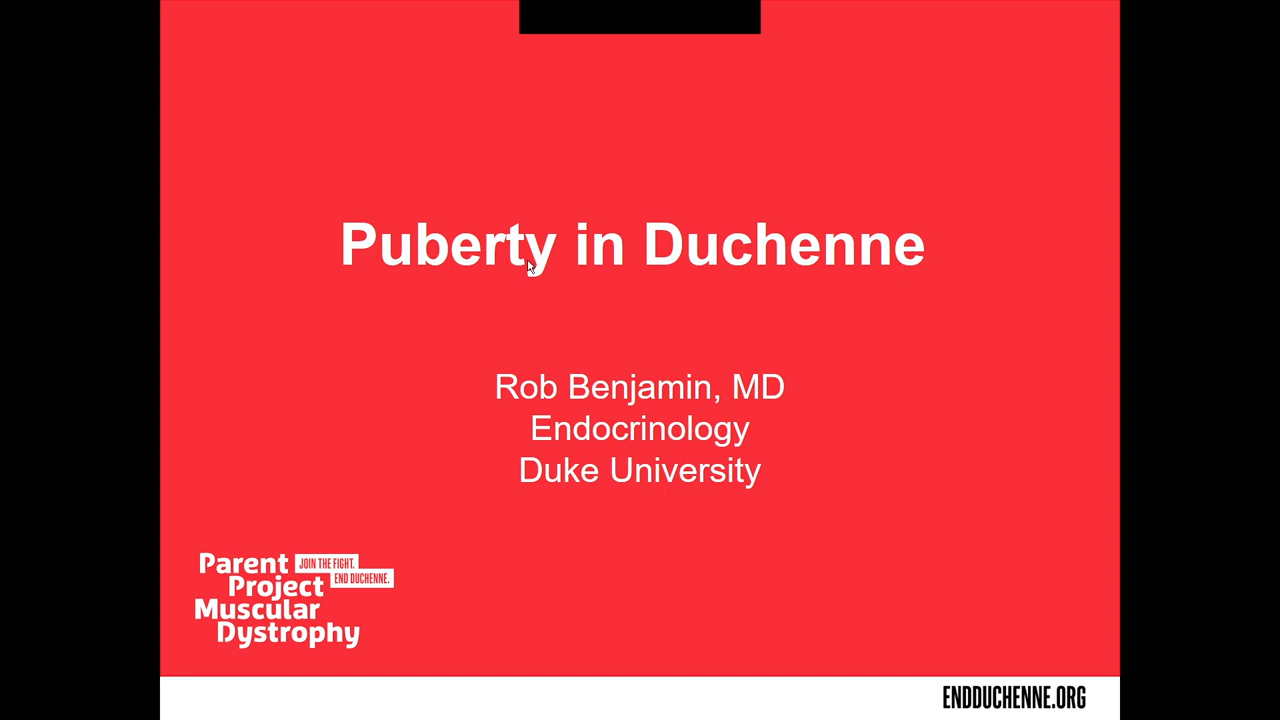 Puberty in Duchenne
Rob Benjamin, MD
Endocrinology
Duke University
Parent
Project
Muscular
Dystrophy
JOIN THE FIGHT.
END DUCHENNE.
ENDDUCHENNE.ORG